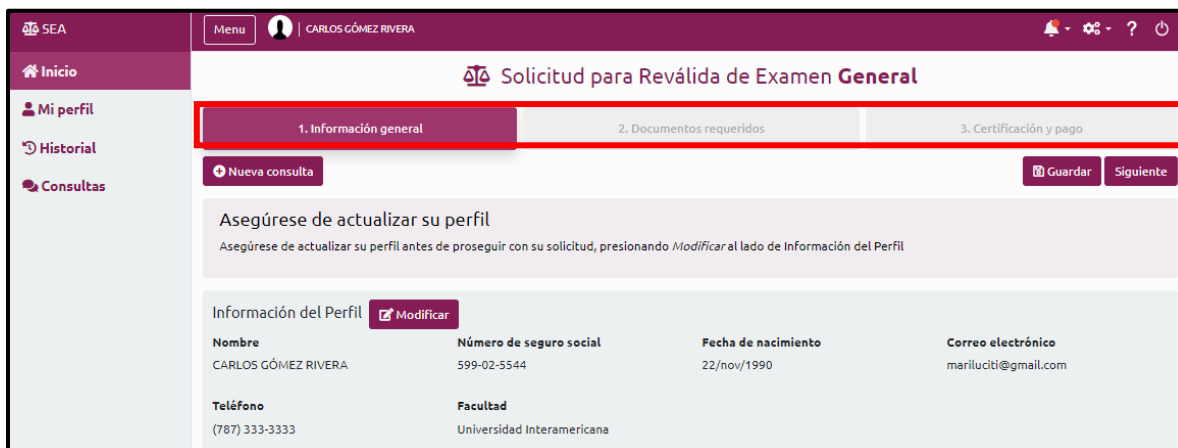 SEA
Menu
| CARLOS GÓMEZ RIVERA
?
Inicio
Mi perfil
Historial
Consultas
Solicitud para Reválida de Examen General
1. Información general
2. Documentos requeridos
3. Certificación y pago
Nueva consulta
Guardar
Siguiente
Asegúrese de actualizar su perfil
Asegúrese de actualizar su perfil antes de proseguir con su solicitud, presionando Modificar al lado de Información del Perfil
Información del Perfil
Modificar
Nombre
CARLOS GÓMEZ RIVERA
Número de seguro social
599-02-5544
Fecha de nacimiento
22/nov/1990
Correo electrónico
mariluciti@gmail.com
Teléfono
(787) 333-3333
Facultad
Universidad Interamericana